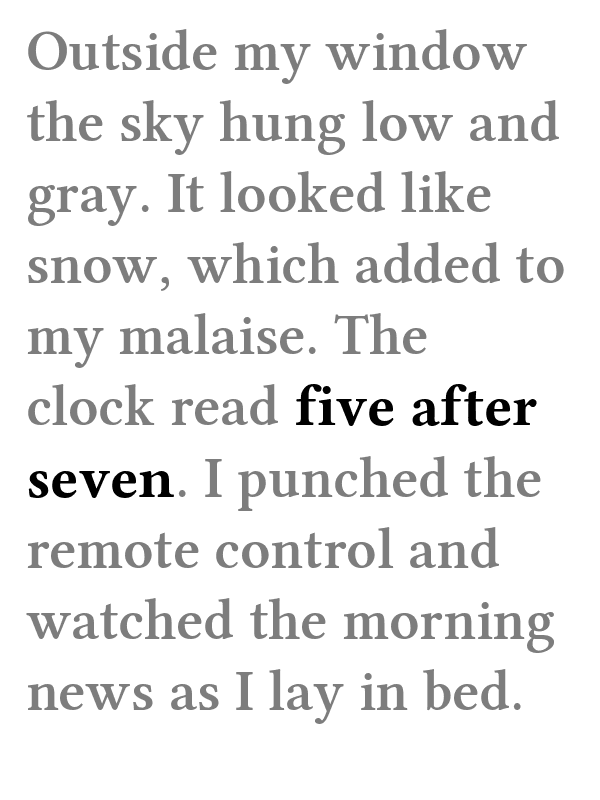 Outside my window
the sky hung low and
gray. It looked like
snow, which added to
my malaise. The
clock read five after
seven. I punched the
remote control and
watched the morning
news as I lay in bed.